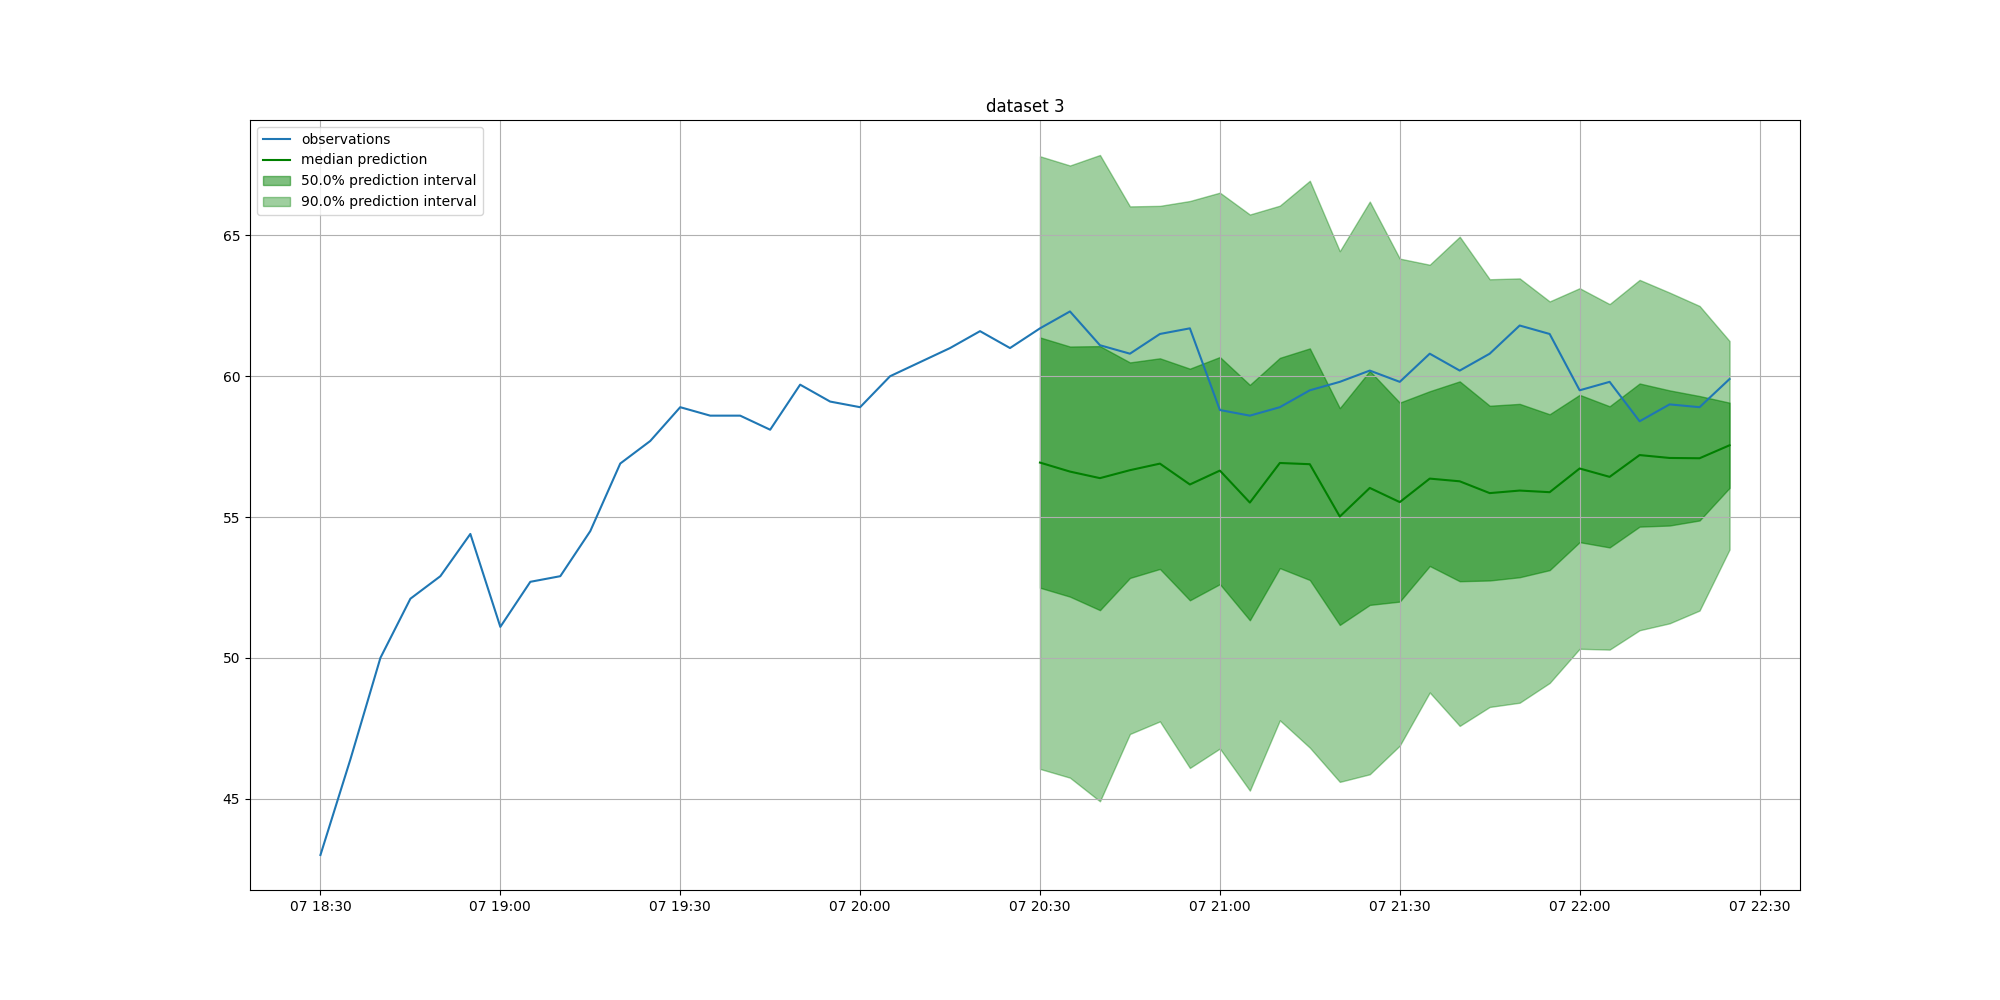 dataset 3
observations
median prediction
50.0% prediction interval
90.0% prediction interval
65
60
55
50
45
07 18:30 07 19:00 07 19:30 07 20:00 07 20:30 07 21:00 07 21:30 07 22:00 07 22:30